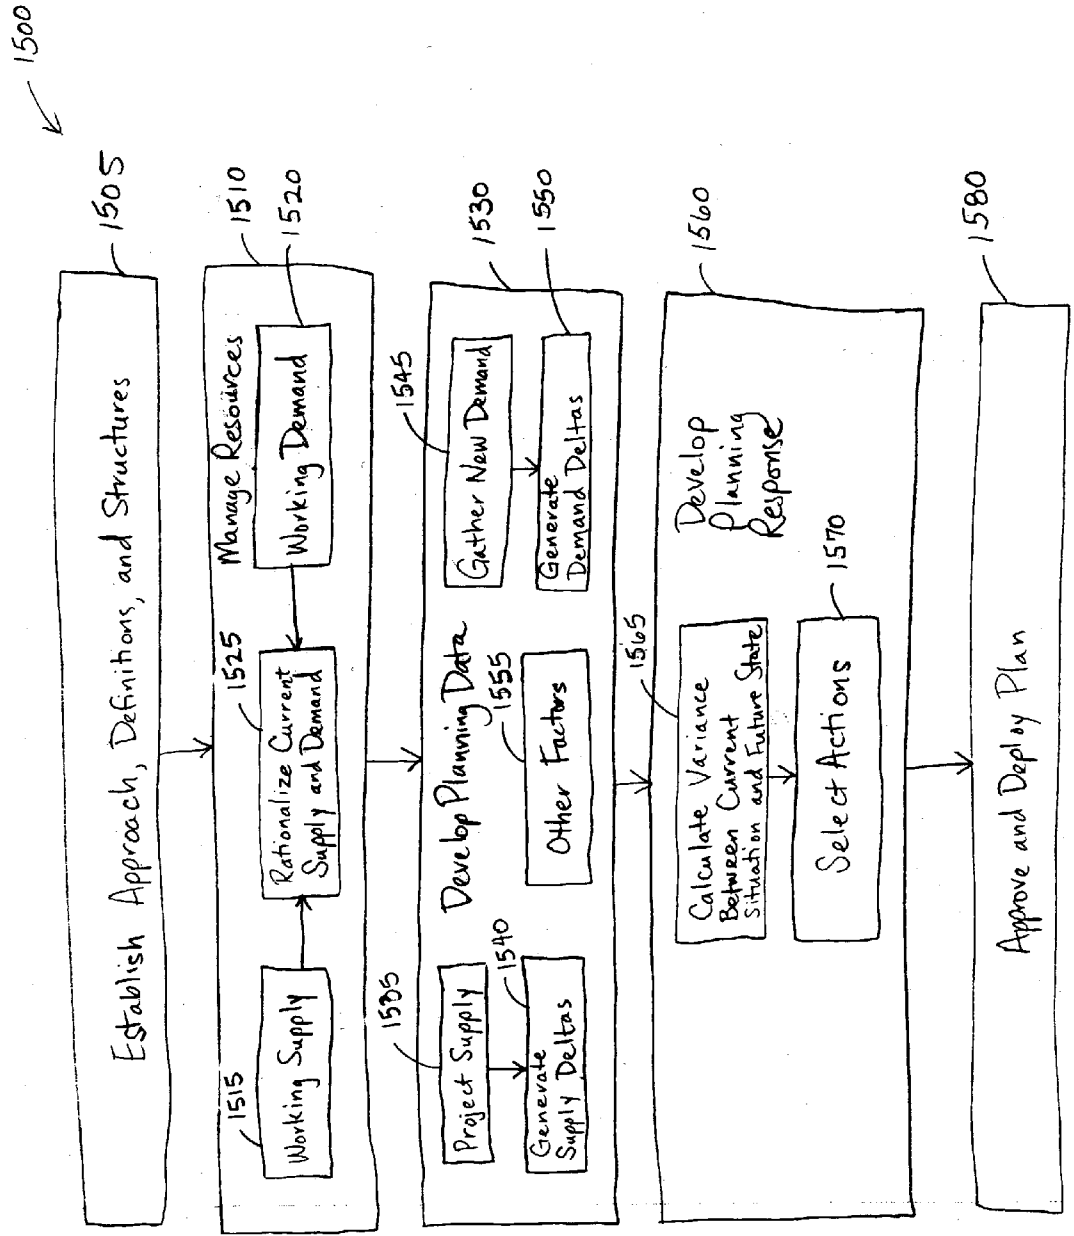 1500
1505
Establish Approach, Definitions, and Structures
1510
Manage Resources
1515
Working Supply
1525
Rationalize Current
Supply and Demand
1520
Working Demand
1530
Develop Planning Data
1535
Project Supply
1540
Generate
Supply Deltas
1555
Other Factors
1545
Gather New Demand
1550
Generate
Demand Deltas
1560
Develop
Planning
Response
1565
Calculate Variance
Between Current
Situation and Future State
1570
Select Actions
1580
Approve and Deploy Plan